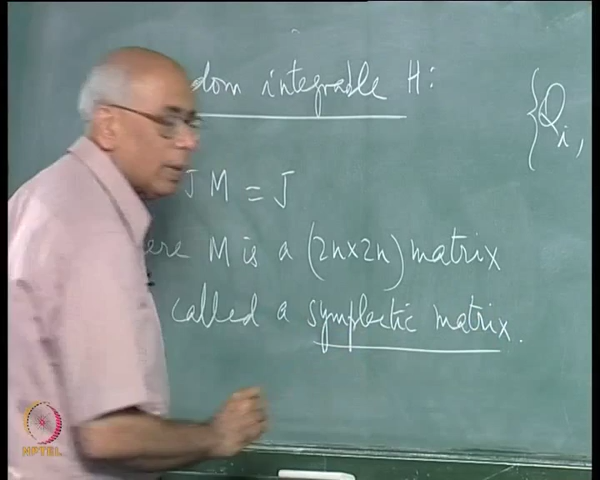 dom integrable H:
{Q_i,
J M = J
ere M is a (2n×2n) matrix
called a symplectic matrix.
NPTEL